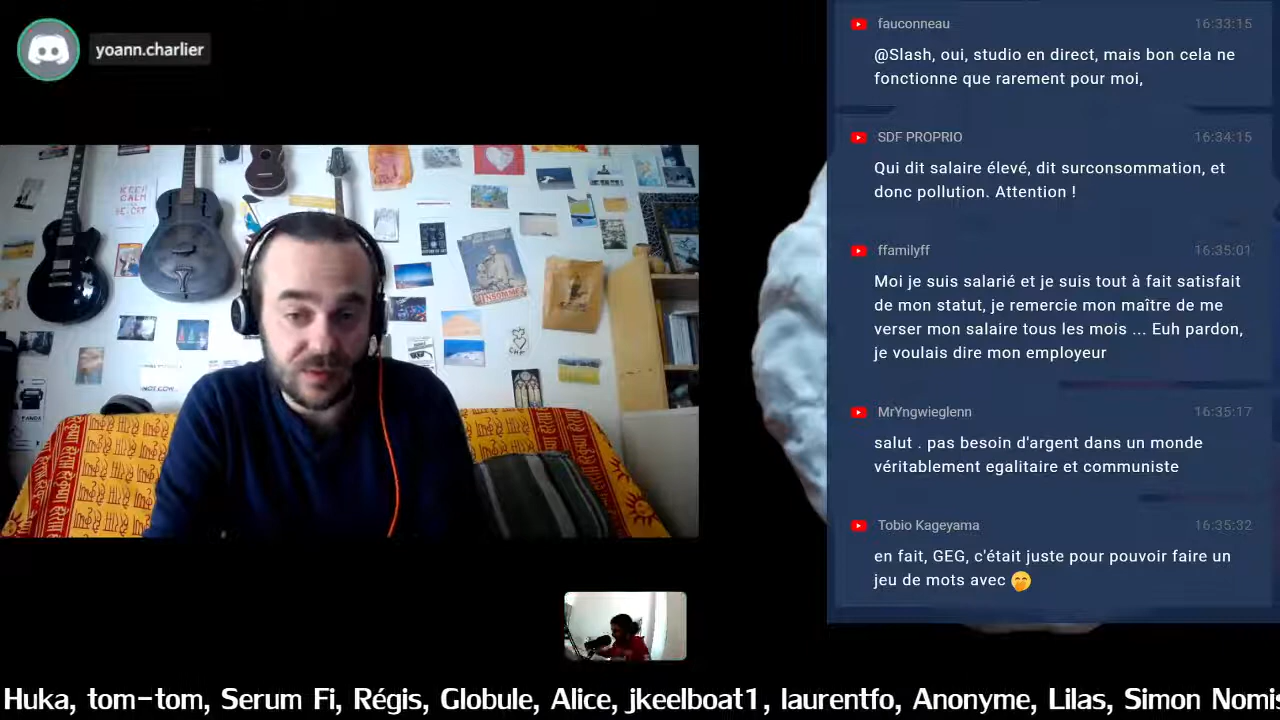 yoann.charlier
KEEP
CALM
INSOUMIS
PANDA
fauconneau 16:33:15
@Slash, oui, studio en direct, mais bon cela ne
fonctionne que rarement pour moi,
SDF PROPRIO 16:34:15
Qui dit salaire élevé, dit surconsommation, et
donc pollution. Attention !
ffamilyff 16:35:01
Moi je suis salarié et je suis tout à fait satisfait
de mon statut, je remercie mon maître de me
verser mon salaire tous les mois ... Euh pardon,
je voulais dire mon employeur
MrYngwieglenn 16:35:17
salut . pas besoin d'argent dans un monde
véritablement egalitaire et communiste
Tobio Kageyama 16:35:32
en fait, GEG, c'était juste pour pouvoir faire un
jeu de mots avec 🤭
Huka, tom-tom, Serum Fi, Régis, Globule, Alice, jkeelboat1, laurentfo, Anonyme, Lilas, Simon Nomis